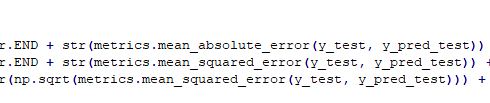 r.END + str(metrics.mean_absolute_error(y_test, y_pred_test))
r.END + str(metrics.mean_squared_error(y_test, y_pred_test)) +
r(np.sqrt(metrics.mean_squared_error(y_test, y_pred_test))) +